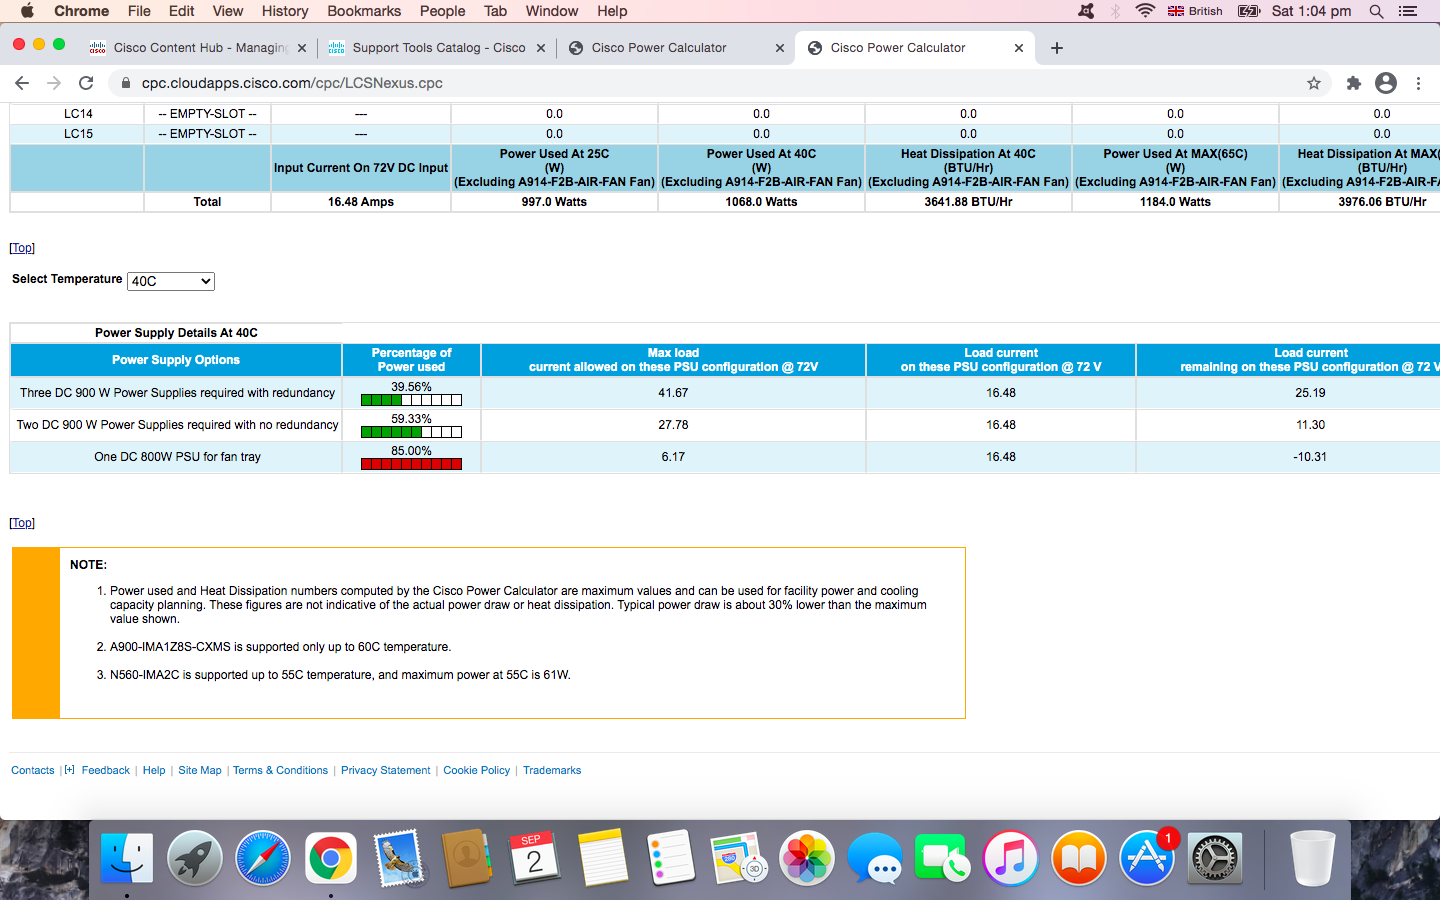 Chrome File Edit View History Bookmarks People Tab Window Help British Sat 1:04 pm
Cisco Content Hub - Managing Support Tools Catalog - Cisco Cisco Power Calculator Cisco Power Calculator
cpc.cloudapps.cisco.com/cpc/LCSNexus.cpc
LC14 -- EMPTY-SLOT -- --- 0.0 0.0 0.0 0.0 0.0
LC15 -- EMPTY-SLOT -- --- 0.0 0.0 0.0 0.0 0.0
Power Used At 25C Power Used At 40C Heat Dissipation At 40C Power Used At MAX(65C) Heat Dissipation At MAX(
Input Current On 72V DC Input (W) (W) (BTU/Hr) (W) (BTU/Hr)
(Excluding A914-F2B-AIR-FAN Fan) (Excluding A914-F2B-AIR-FAN Fan) (Excluding A914-F2B-AIR-FAN Fan) (Excluding A914-F2B-AIR-FAN Fan) (Excluding A914-F2B-AIR-FA
Total 16.48 Amps 997.0 Watts 1068.0 Watts 3641.88 BTU/Hr 1184.0 Watts 3976.06 BTU/Hr
[Top]
Select Temperature 40C
Power Supply Details At 40C
Power Supply Options Percentage of Power used Max load current allowed on these PSU configuration @ 72V Load current on these PSU configuration @ 72 V Load current remaining on these PSU configuration @ 72 V
Three DC 900 W Power Supplies required with redundancy 39.56% 41.67 16.48 25.19
Two DC 900 W Power Supplies required with no redundancy 59.33% 27.78 16.48 11.30
One DC 800W PSU for fan tray 85.00% 6.17 16.48 -10.31
[Top]
NOTE:
1. Power used and Heat Dissipation numbers computed by the Cisco Power Calculator are maximum values and can be used for facility power and cooling
capacity planning. These figures are not indicative of the actual power draw or heat dissipation. Typical power draw is about 30% lower than the maximum
value shown.
2. A900-IMA1Z8S-CXMS is supported only up to 60C temperature.
3. N560-IMA2C is supported up to 55C temperature, and maximum power at 55C is 61W.
Contacts | [+] Feedback | Help | Site Map | Terms & Conditions | Privacy Statement | Cookie Policy | Trademarks
SEP
2
280
3D
1